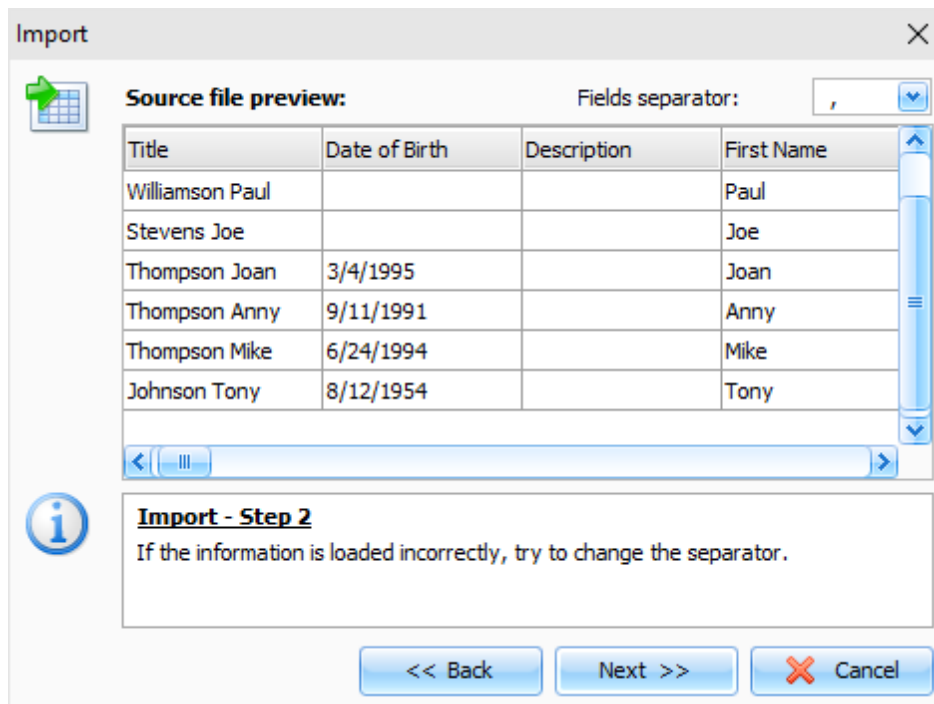 Import
Source file preview: Fields separator: ,
Title Date of Birth Description First Name
Williamson Paul Paul
Stevens Joe Joe
Thompson Joan 3/4/1995 Joan
Thompson Anny 9/11/1991 Anny
Thompson Mike 6/24/1994 Mike
Johnson Tony 8/12/1954 Tony
Import - Step 2
If the information is loaded incorrectly, try to change the separator.
<< Back Next >> Cancel